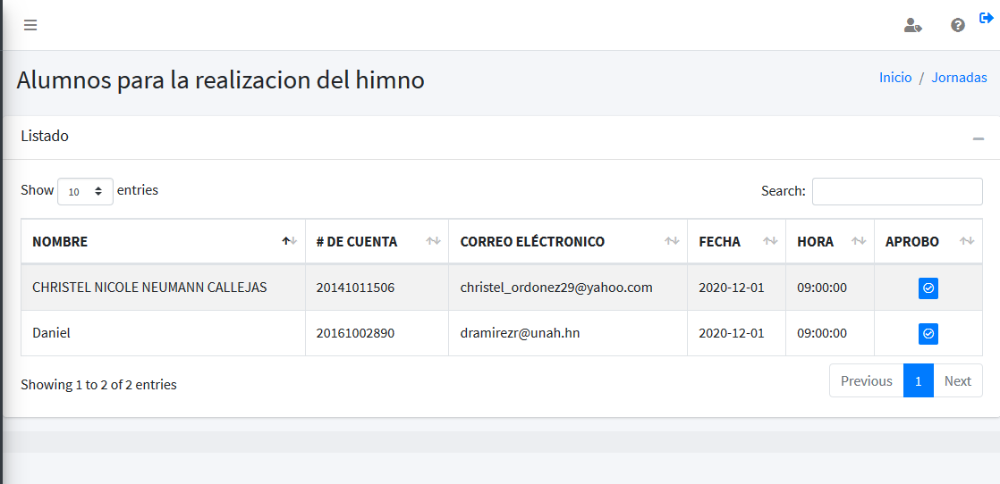 Alumnos para la realizacion del himno
Inicio / Jornadas
Listado
Show 10 entries
Search:
NOMBRE # DE CUENTA CORREO ELÉCTRONICO FECHA HORA APROBO
CHRISTEL NICOLE NEUMANN CALLEJAS 20141011506 christel_ordonez29@yahoo.com 2020-12-01 09:00:00
Daniel 20161002890 dramirezr@unah.hn 2020-12-01 09:00:00
Showing 1 to 2 of 2 entries
Previous 1 Next